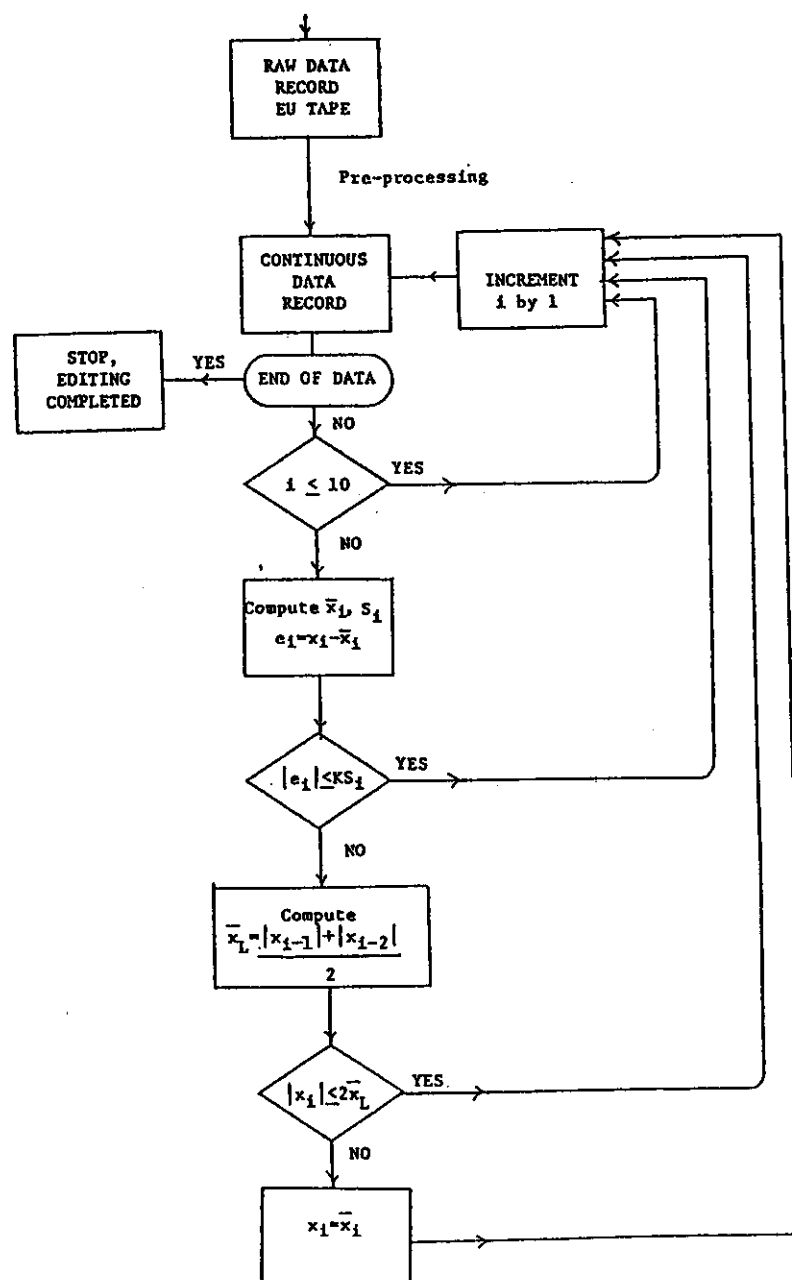 RAW DATA
RECORD
EU TAPE
Pre-processing
CONTINUOUS
DATA
RECORD
INCREMENT
i by 1
STOP,
EDITING
COMPLETED
YES
END OF DATA
NO
i ≤ 10
YES
NO
Compute x̄i, Si
ei=xi-x̄i
|ei|≤KSi
YES
NO
Compute
x̄L=|xi-1|+|xi-2|
2
|xi|≤2x̄L
YES
NO
xi=x̄i